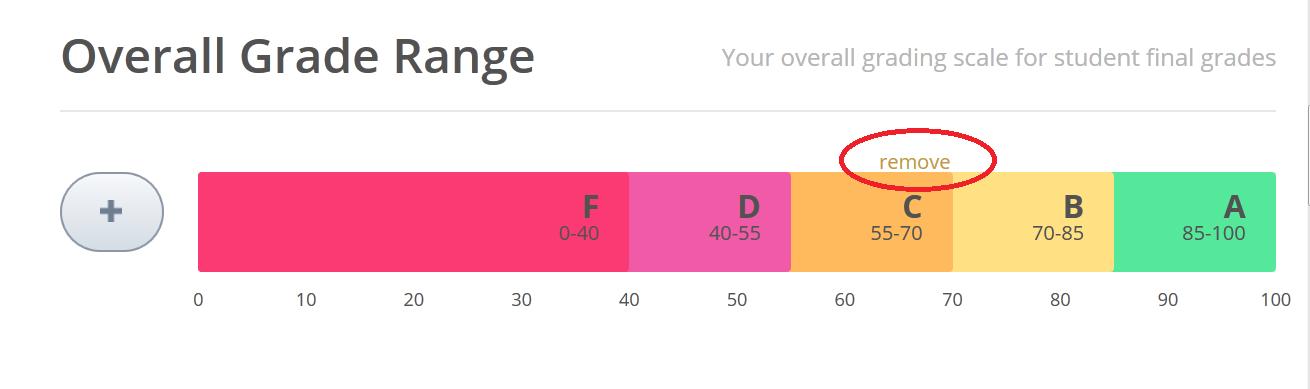 Overall Grade Range
Your overall grading scale for student final grades
remove
+
F D C B A
0-40 40-55 55-70 70-85 85-100
0 10 20 30 40 50 60 70 80 90 100